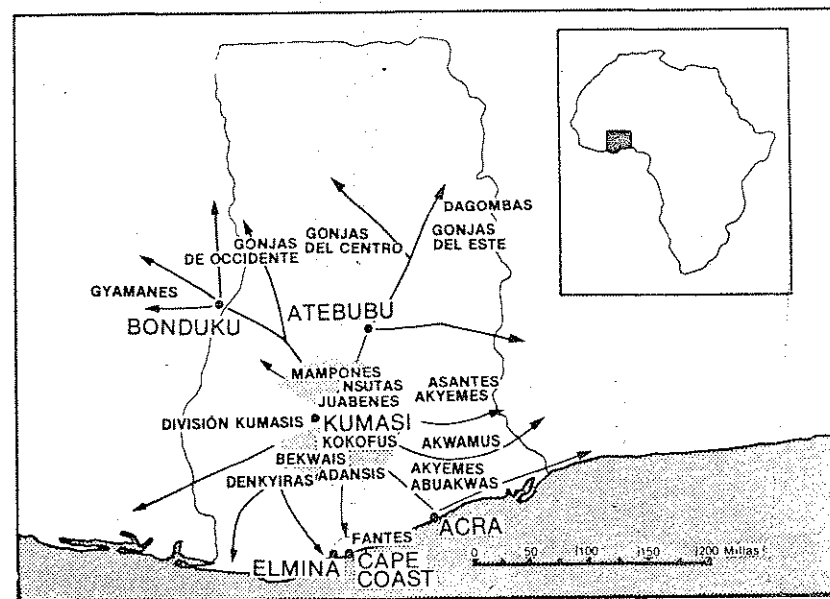 DAGOMBAS
GONJAS
DE OCCIDENTE
GONJAS
DEL CENTRO
GONJAS
DEL ESTE
GYAMANES
BONDUKU
ATEBUBU
MAMPONES
NSUTAS
JUABENES
ASANTES
AKYEMES
DIVISIÓN KUMASIS
KUMASI
KOKOFUS
AKWAMUS
BEKWAIS
ADANSIS
AKYEMES
ABUAKWAS
DENKYIRAS
ACRA
FANTES
ELMINA
CAPE
COAST
0 50 100 150 200 Millas